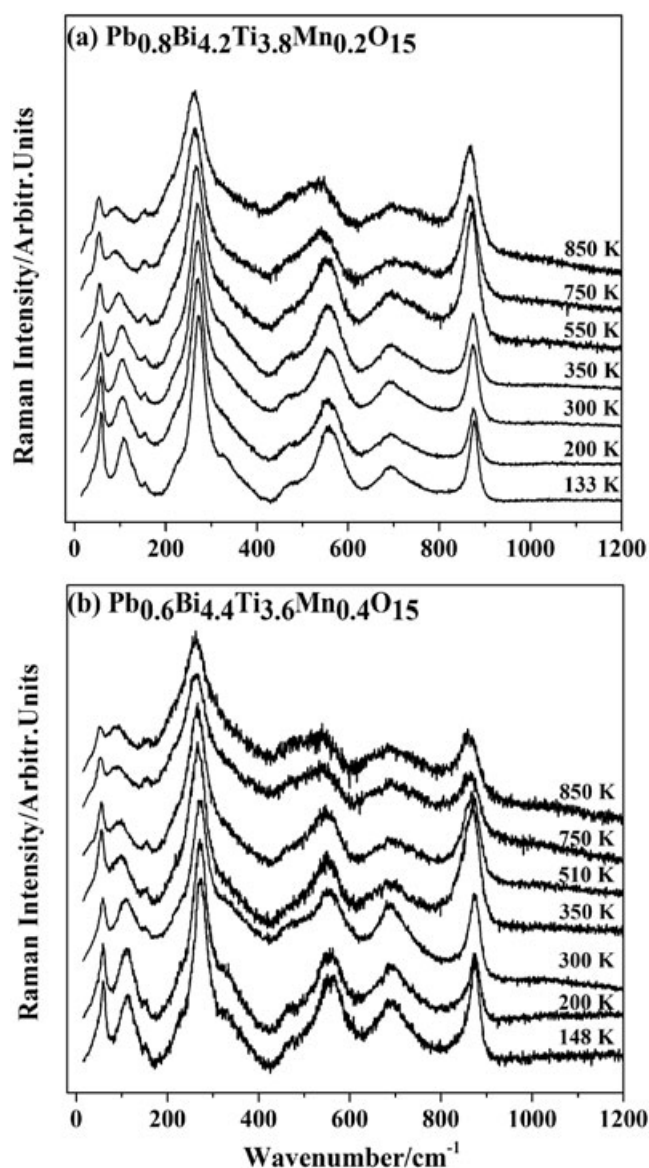 (a) Pb0.8Bi4.2Ti3.8Mn0.2O15
Raman Intensity/Arbitr.Units
850 K
750 K
550 K
350 K
300 K
200 K
133 K
0 200 400 600 800 1000 1200
(b) Pb0.6Bi4.4Ti3.6Mn0.4O15
Raman Intensity/Arbitr.Units
850 K
750 K
510 K
350 K
300 K
200 K
148 K
0 200 400 600 800 1000 1200
Wavenumber/cm-1